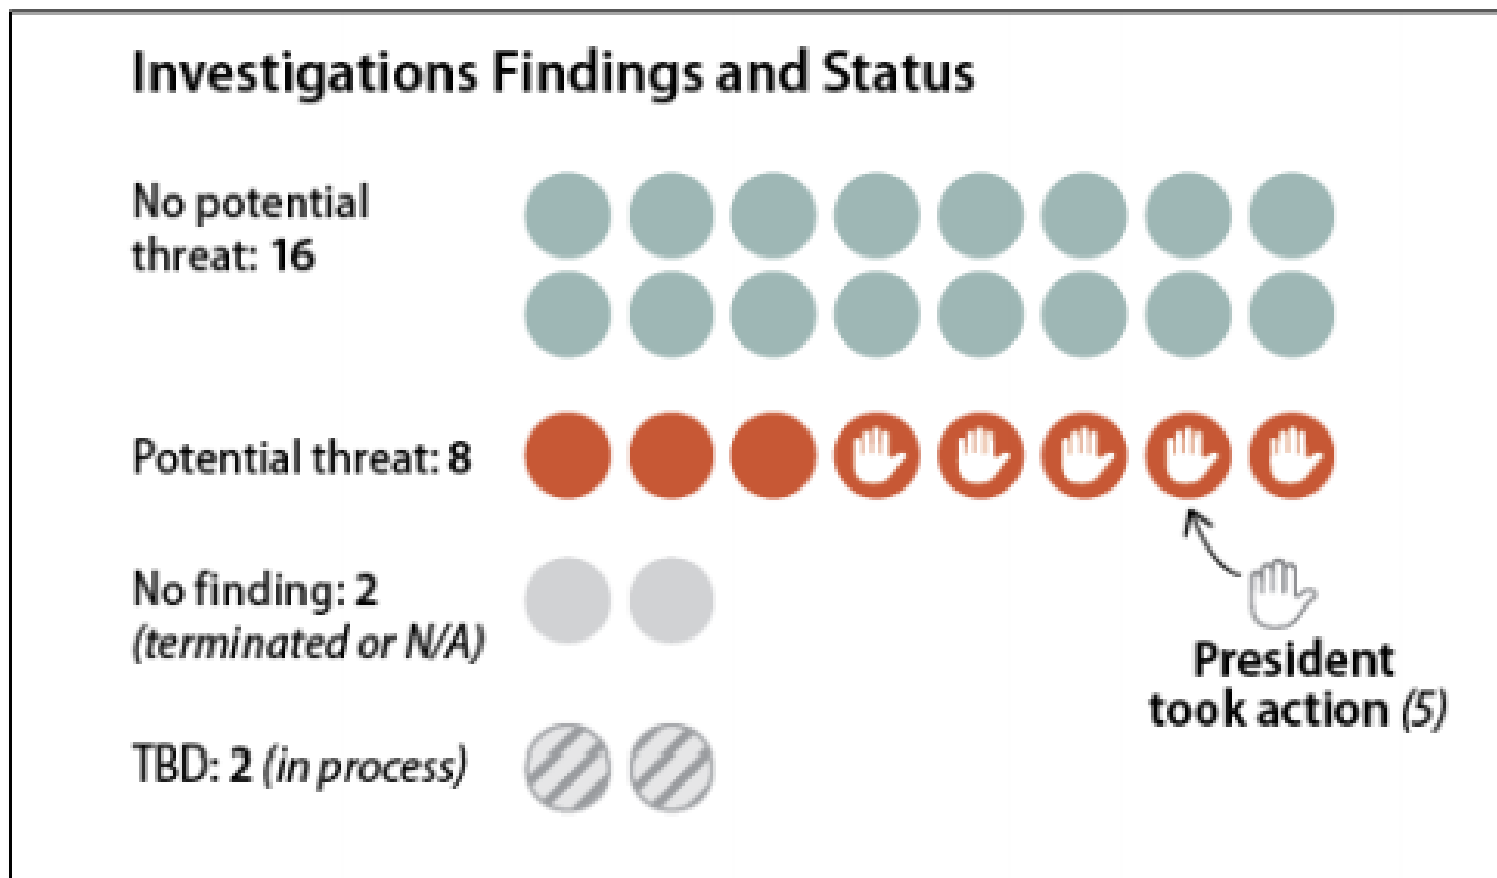 Investigations Findings and Status
No potential
threat: 16
Potential threat: 8
No finding: 2
(terminated or N/A)
President
took action (5)
TBD: 2 (in process)